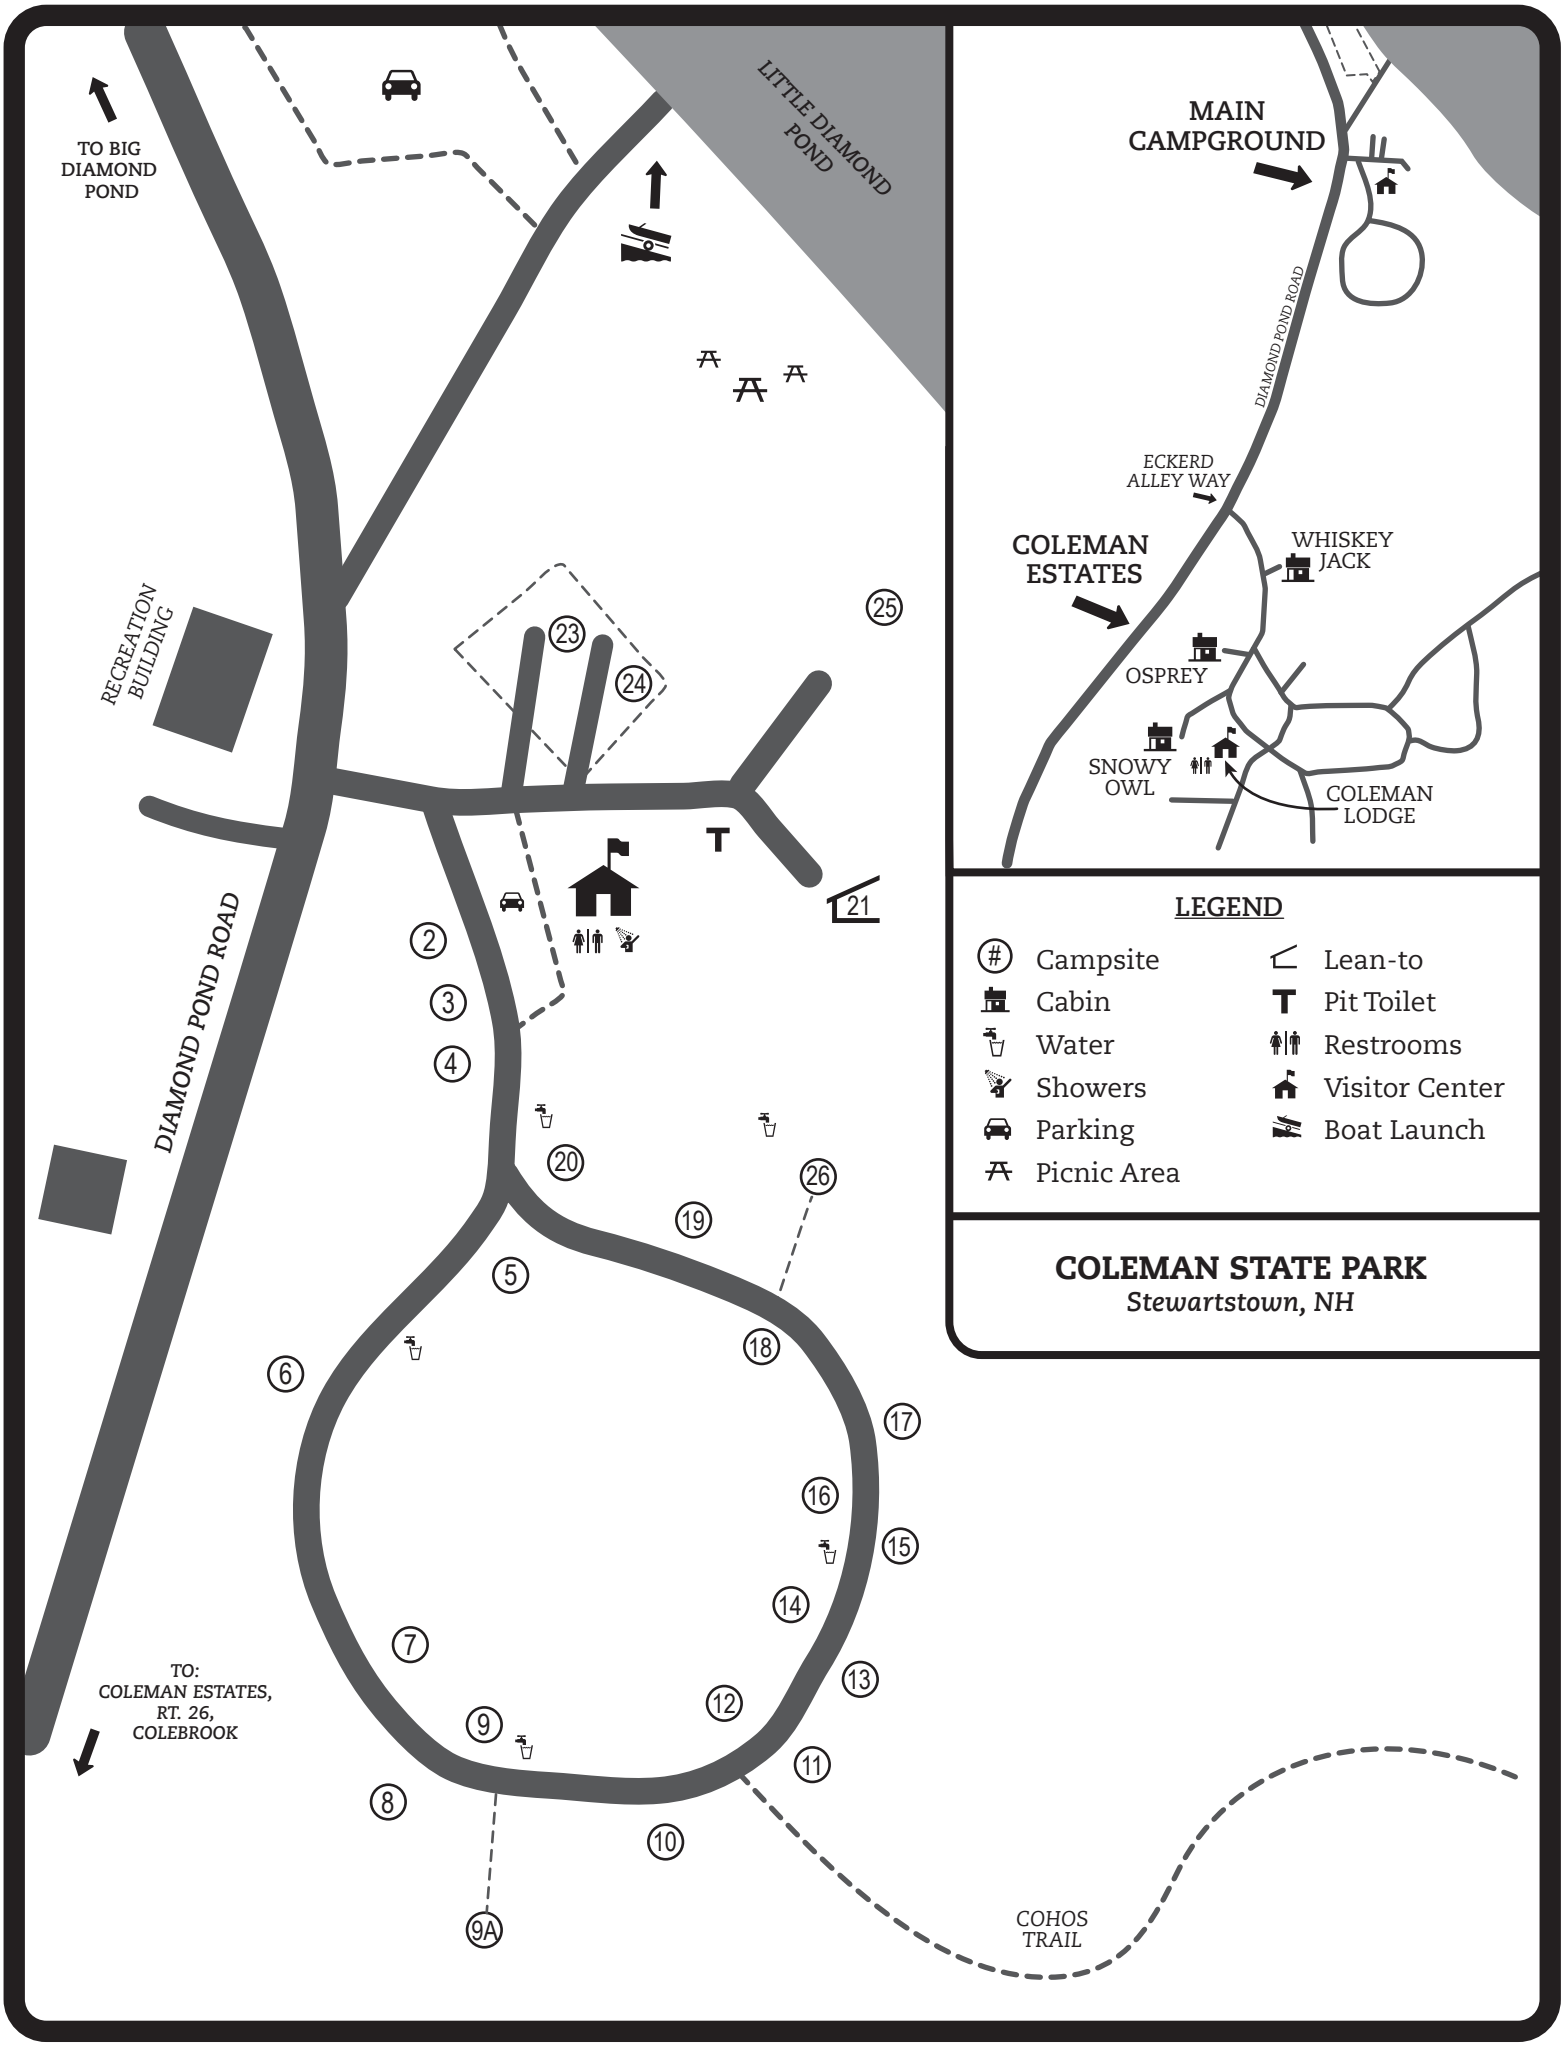 TO BIG
DIAMOND
POND
LITTLE DIAMOND
POND
RECREATION
BUILDING
23
24
25
21
2
3
4
DIAMOND POND ROAD
20
26
19
5
18
6
17
16
15
14
7
13
12
9
11
8
10
9A
TO:
COLEMAN ESTATES,
RT. 26,
COLEBROOK
COHOS
TRAIL
MAIN
CAMPGROUND
DIAMOND POND ROAD
ECKERD
ALLEY WAY
COLEMAN
ESTATES
WHISKEY
JACK
OSPREY
SNOWY
OWL
COLEMAN
LODGE
LEGEND
# Campsite
Cabin
Water
Showers
Parking
Picnic Area
Lean-to
Pit Toilet
Restrooms
Visitor Center
Boat Launch
COLEMAN STATE PARK
Stewartstown, NH